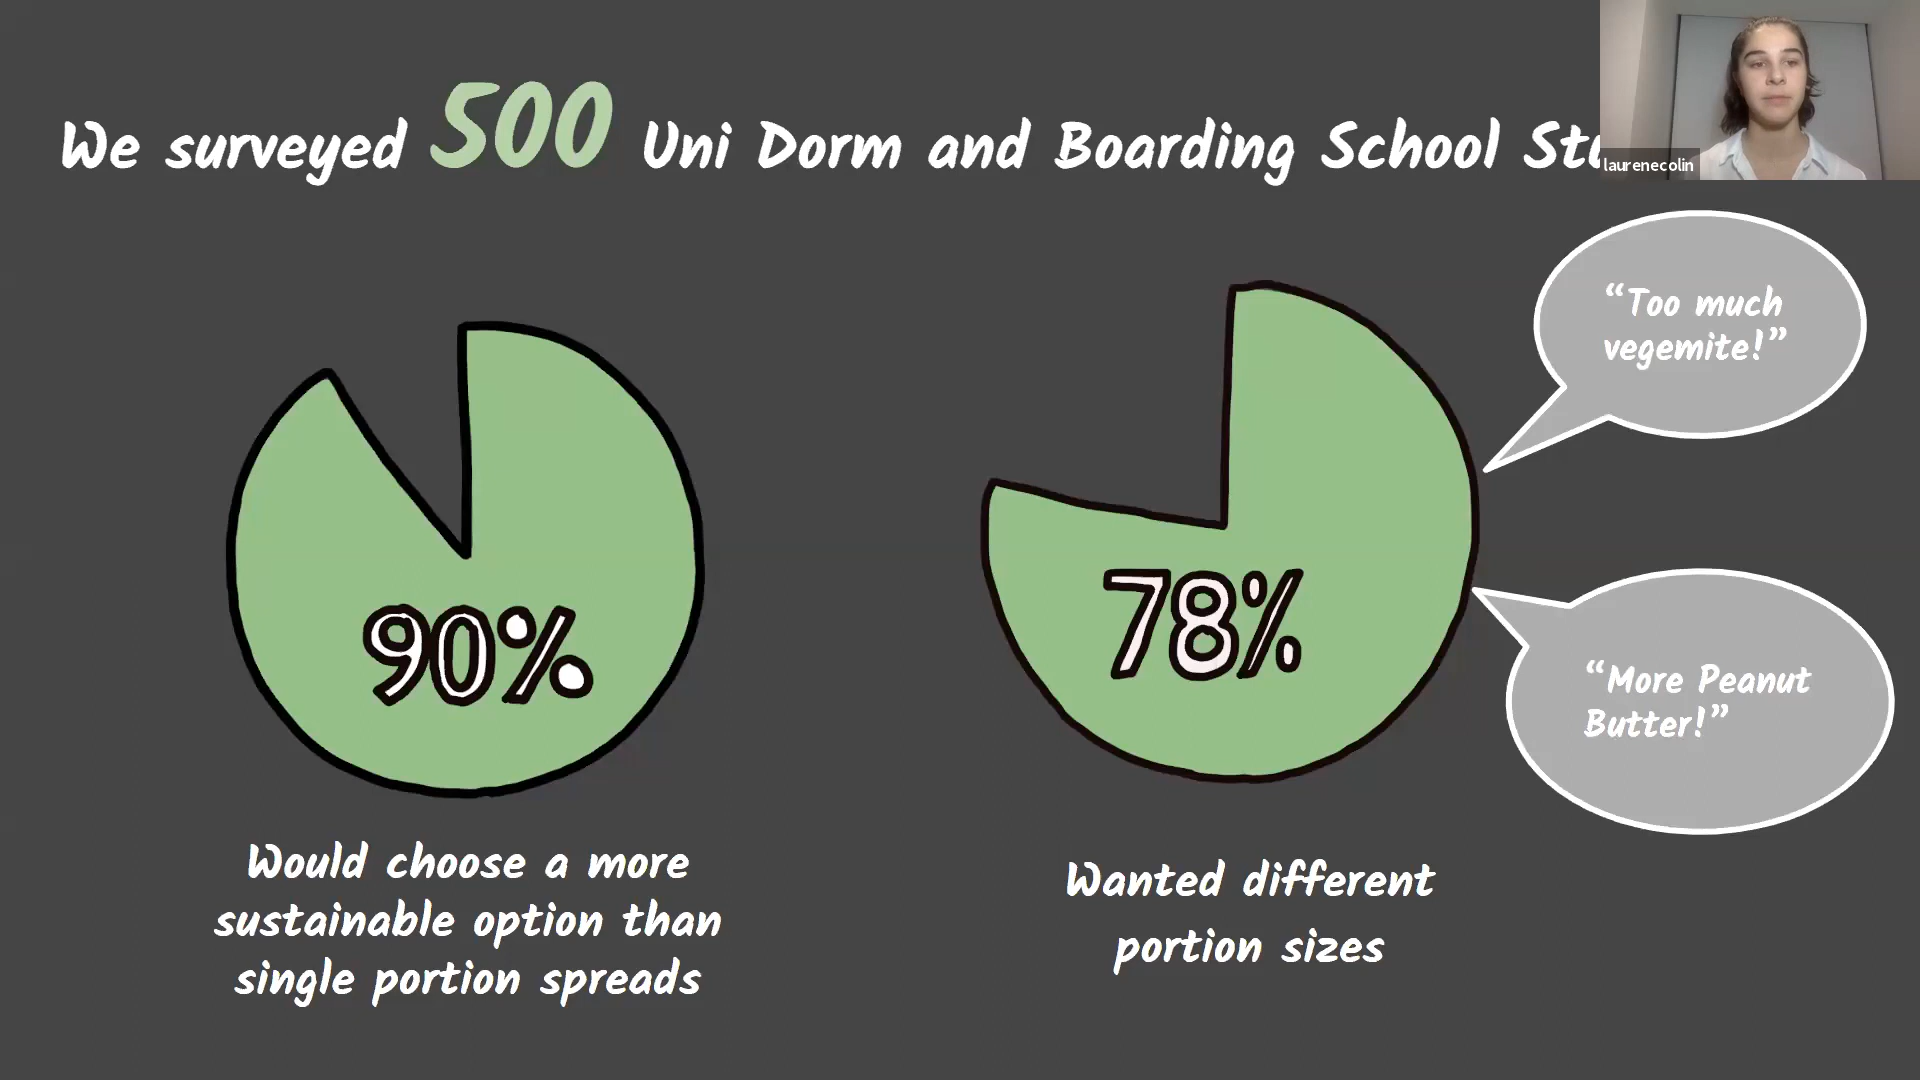 We surveyed 500 Uni Dorm and Boarding School
laurenecolin
“Too much
vegemite!”
90%
78%
“More Peanut
Butter!”
Would choose a more
sustainable option than
single portion spreads
Wanted different
portion sizes